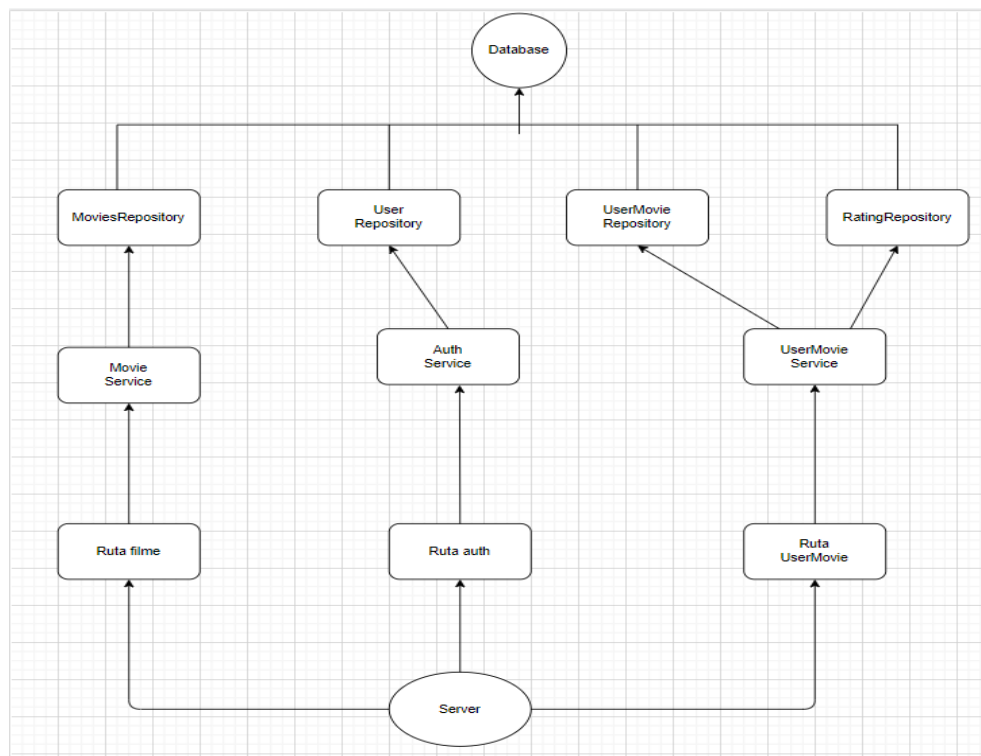 Database
MoviesRepository
User
Repository
UserMovie
Repository
RatingRepository
Movie
Service
Auth
Service
UserMovie
Service
Ruta filme
Ruta auth
Ruta
UserMovie
Server